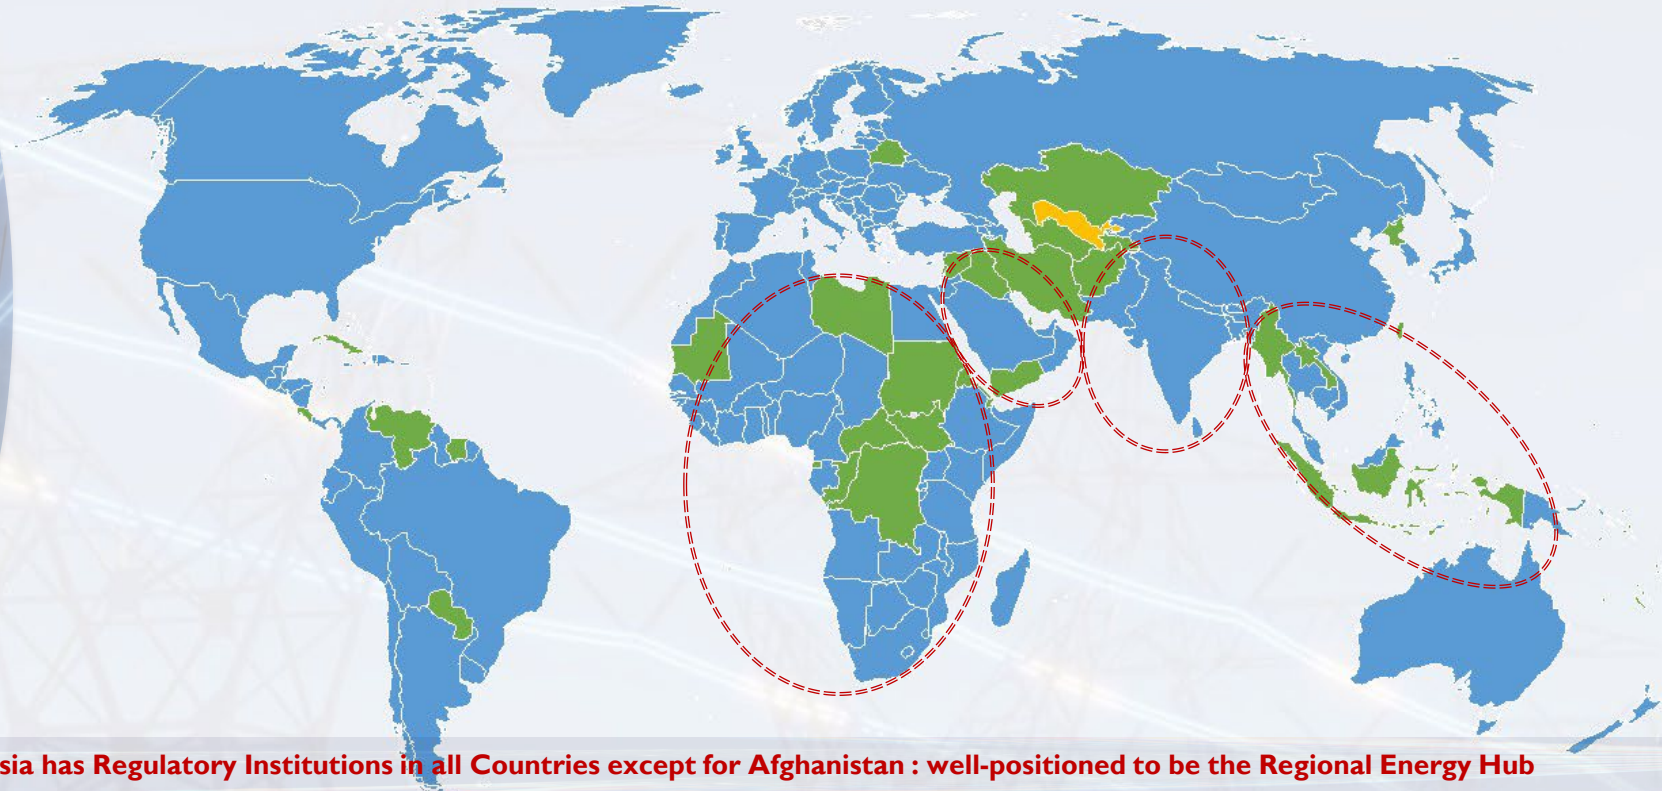 sia has Regulatory Institutions in all Countries except for Afghanistan : well-positioned to be the Regional Energy Hub